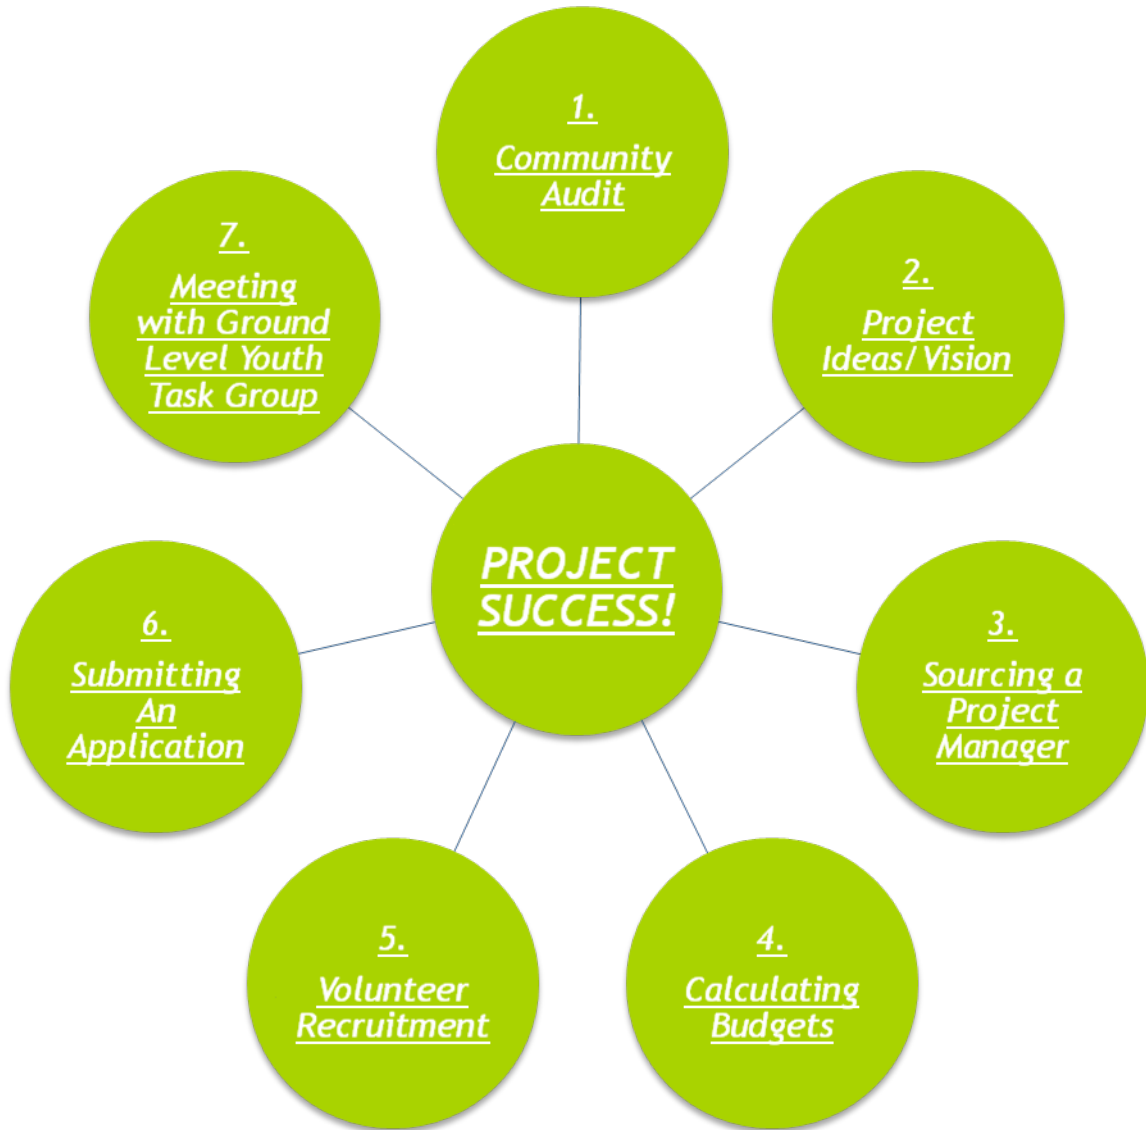 1.
Community
Audit
2.
Project
Ideas/Vision
3.
Sourcing a
Project
Manager
4.
Calculating
Budgets
5.
Volunteer
Recruitment
6.
Submitting
An
Application
7.
Meeting
with Ground
Level Youth
Task Group
PROJECT
SUCCESS!